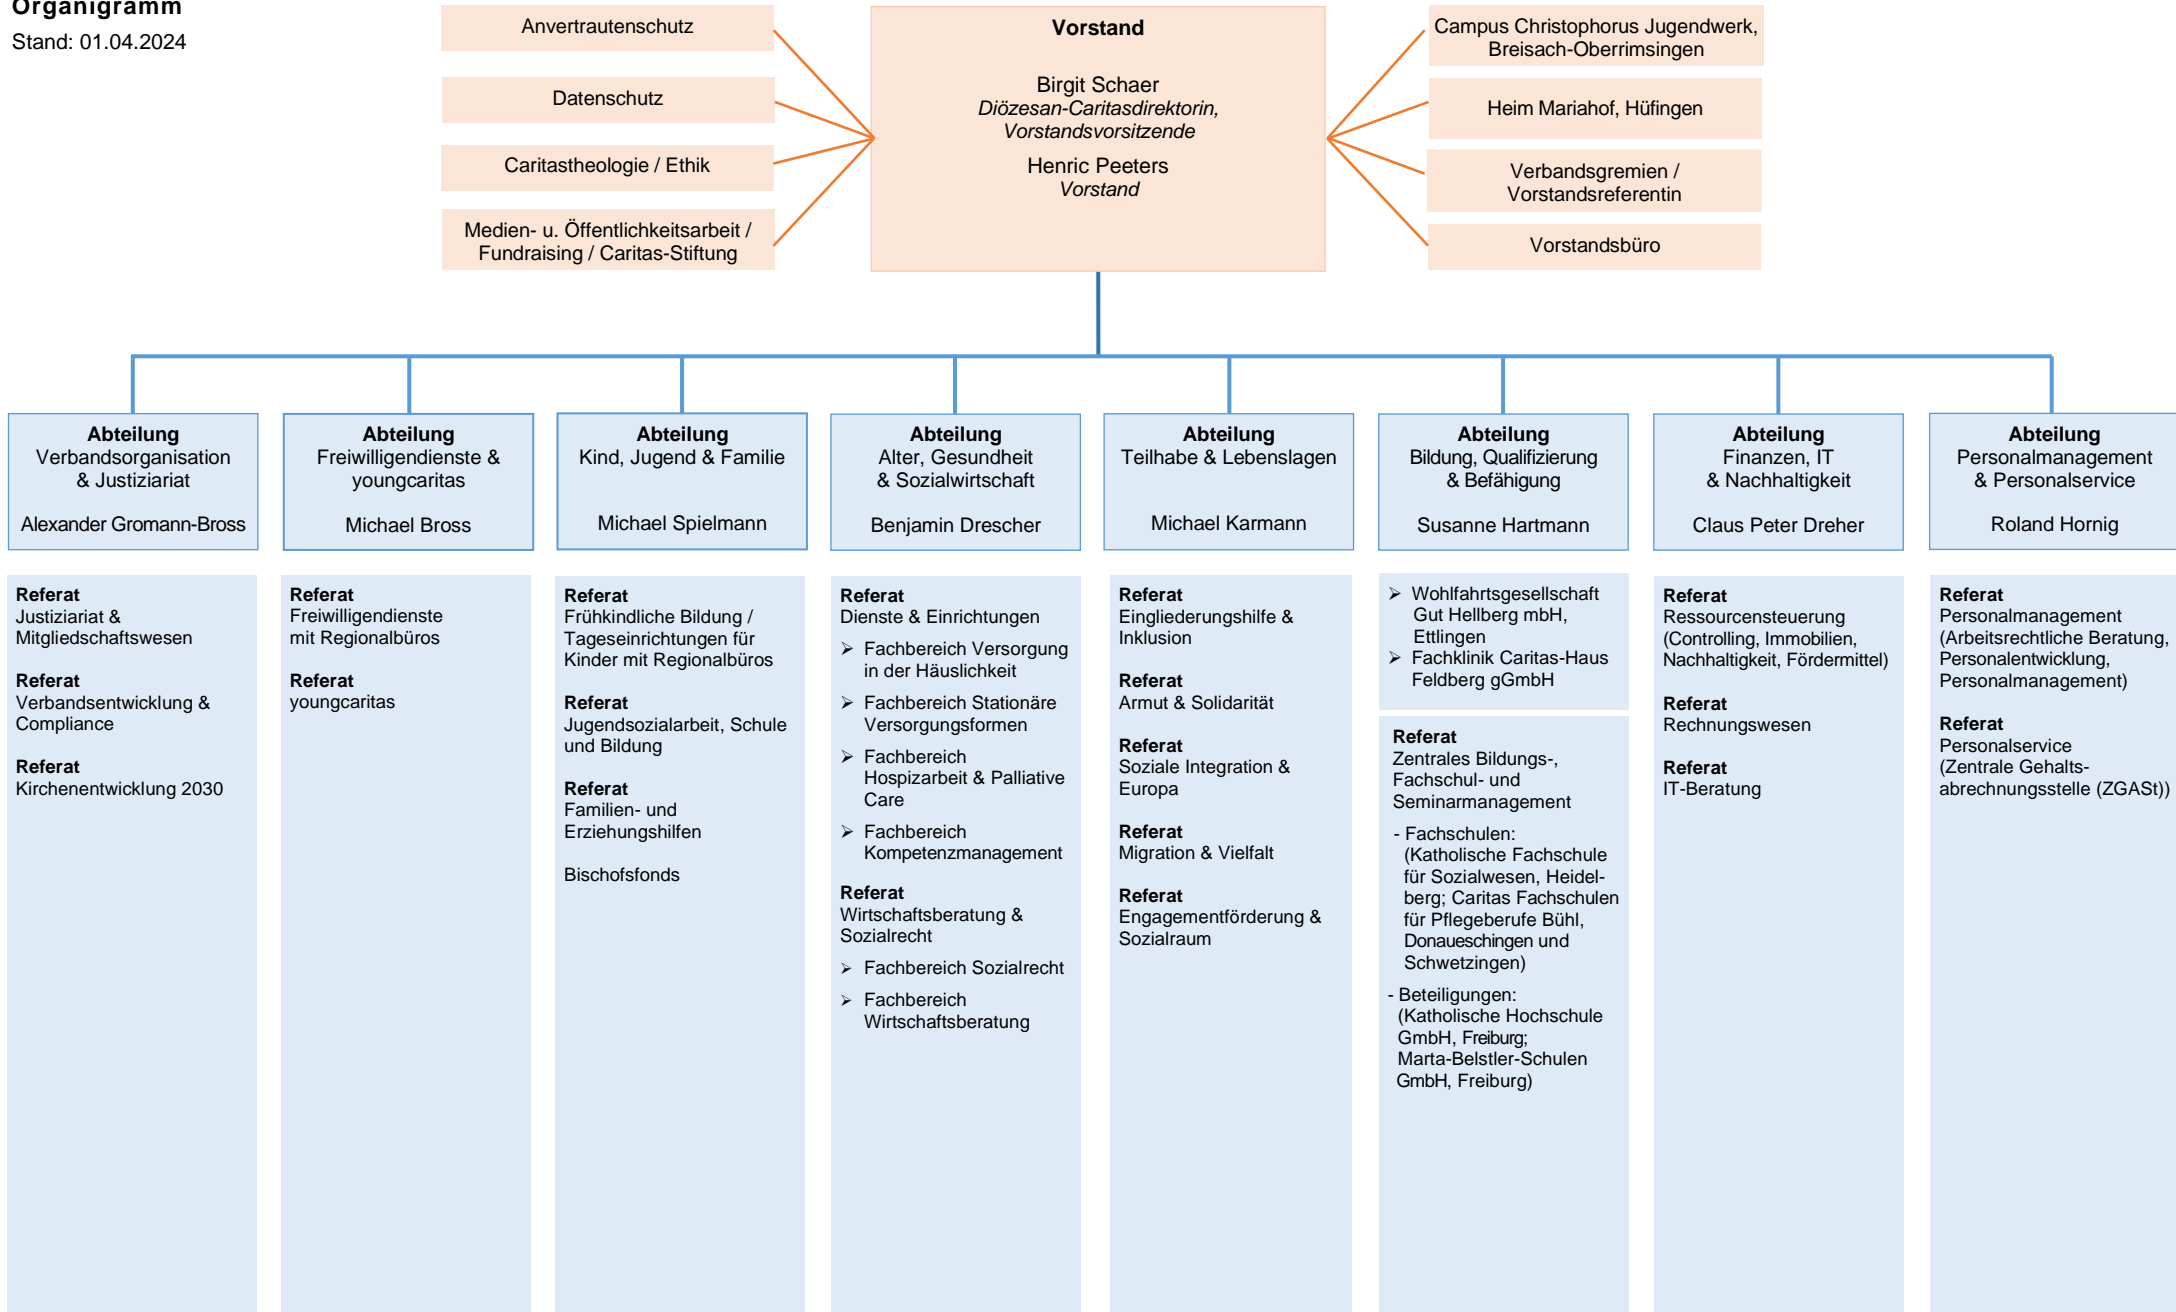 Organigramm
Stand: 01.04.2024
Anvertrautenschutz
Datenschutz
Caritastheologie / Ethik
Medien- u. Öffentlichkeitsarbeit /
Fundraising / Caritas-Stiftung
Vorstand
Birgit Schaer
Diözesan-Caritasdirektorin,
Vorstandsvorsitzende
Henric Peeters
Vorstand
Campus Christophorus Jugendwerk,
Breisach-Oberrimsingen
Heim Mariahof, Hüfingen
Verbandsgremien /
Vorstandsreferentin
Vorstandsbüro
Abteilung
Verbandsorganisation
& Justiziariat
Alexander Gromann-Bross
Abteilung
Freiwilligendienste &
youngcaritas
Michael Bross
Abteilung
Kind, Jugend & Familie
Michael Spielmann
Abteilung
Alter, Gesundheit
& Sozialwirtschaft
Benjamin Drescher
Abteilung
Teilhabe & Lebenslagen
Michael Karmann
Abteilung
Bildung, Qualifizierung
& Befähigung
Susanne Hartmann
Abteilung
Finanzen, IT
& Nachhaltigkeit
Claus Peter Dreher
Abteilung
Personalmanagement
& Personalservice
Roland Hornig
Referat
Justiziariat &
Mitgliedschaftswesen
Referat
Verbandsentwicklung &
Compliance
Referat
Kirchenentwicklung 2030
Referat
Freiwilligendienste
mit Regionalbüros
Referat
youngcaritas
Referat
Frühkindliche Bildung /
Tageseinrichtungen für
Kinder mit Regionalbüros
Referat
Jugendsozialarbeit, Schule
und Bildung
Referat
Familien- und
Erziehungshilfen
Bischofsfonds
Referat
Dienste & Einrichtungen
➢ Fachbereich Versorgung
in der Häuslichkeit
➢ Fachbereich Stationäre
Versorgungsformen
➢ Fachbereich
Hospizarbeit & Palliative
Care
➢ Fachbereich
Kompetenzmanagement
Referat
Wirtschaftsberatung &
Sozialrecht
➢ Fachbereich Sozialrecht
➢ Fachbereich
Wirtschaftsberatung
Referat
Eingliederungshilfe &
Inklusion
Referat
Armut & Solidarität
Referat
Soziale Integration &
Europa
Referat
Migration & Vielfalt
Referat
Engagementförderung &
Sozialraum
➢ Wohlfahrtsgesellschaft
Gut Hellberg mbH,
Ettlingen
➢ Fachklinik Caritas-Haus
Feldberg gGmbH
Referat
Zentrales Bildungs-,
Fachschul- und
Seminarmanagement
- Fachschulen:
(Katholische Fachschule
für Sozialwesen, Heidel-
berg; Caritas Fachschulen
für Pflegeberufe Bühl,
Donaueschingen und
Schwetzingen)
- Beteiligungen:
(Katholische Hochschule
GmbH, Freiburg;
Marta-Belstler-Schulen
GmbH, Freiburg)
Referat
Ressourcensteuerung
(Controlling, Immobilien,
Nachhaltigkeit, Fördermittel)
Referat
Rechnungswesen
Referat
IT-Beratung
Referat
Personalmanagement
(Arbeitsrechtliche Beratung,
Personalentwicklung,
Personalmanagement)
Referat
Personalservice
(Zentrale Gehalts-
abrechnungsstelle (ZGASt))